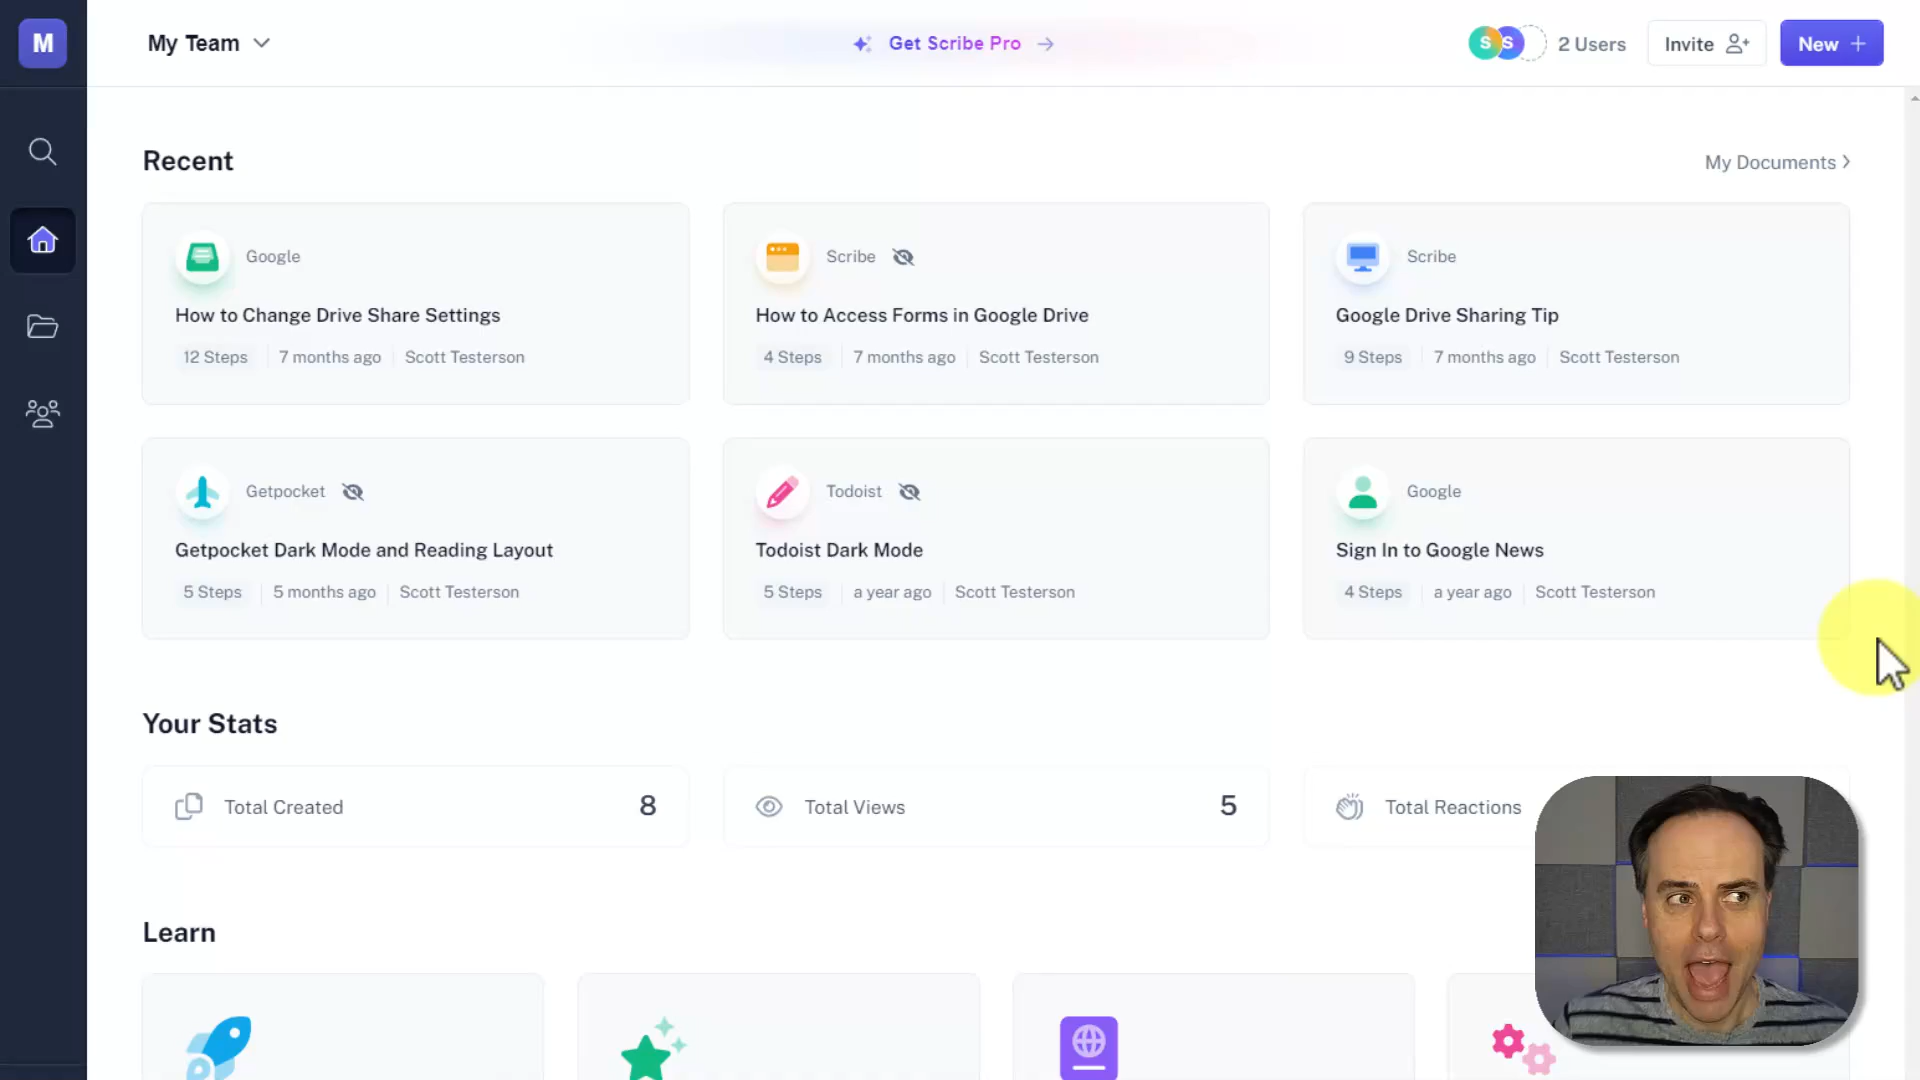 M
My Team
Get Scribe Pro
S S
2 Users
Invite
New
Recent
My Documents
Google
How to Change Drive Share Settings
12 Steps 7 months ago Scott Testerson
Scribe
How to Access Forms in Google Drive
4 Steps 7 months ago Scott Testerson
Scribe
Google Drive Sharing Tip
9 Steps 7 months ago Scott Testerson
Getpocket
Getpocket Dark Mode and Reading Layout
5 Steps 5 months ago Scott Testerson
Todoist
Todoist Dark Mode
5 Steps a year ago Scott Testerson
Google
Sign In to Google News
4 Steps a year ago Scott Testerson
Your Stats
Total Created 8
Total Views 5
Total Reactions
Learn